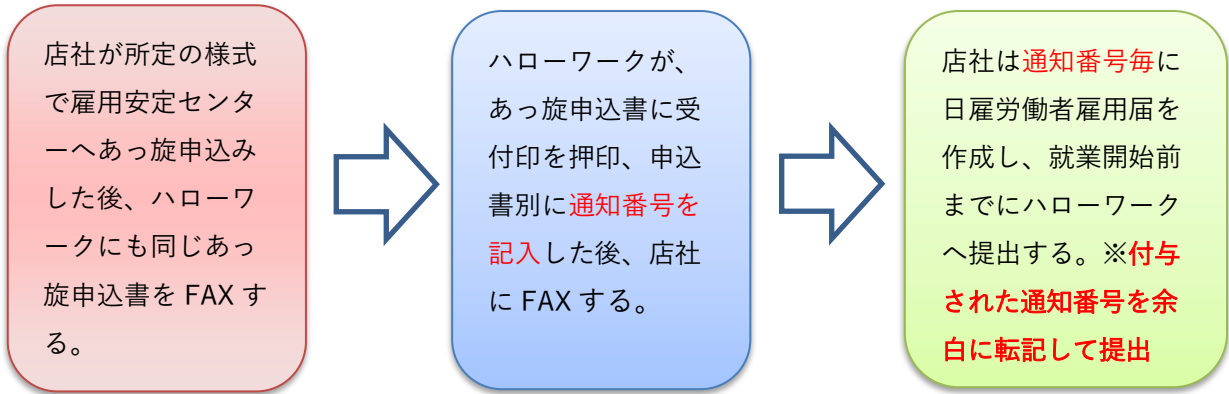 店社が所定の様式
で雇用安定センタ
ーへあっ旋申込み
した後、ハローワ
ークにも同じあっ
旋申込書を FAX す
る。
ハローワークが、
あっ旋申込書に受
付印を押印、申込
書別に通知番号を
記入した後、店社
に FAX する。
店社は通知番号毎に
日雇労働者雇用届を
作成し、就業開始前
までにハローワーク
へ提出する。※付与
された通知番号を余
白に転記して提出